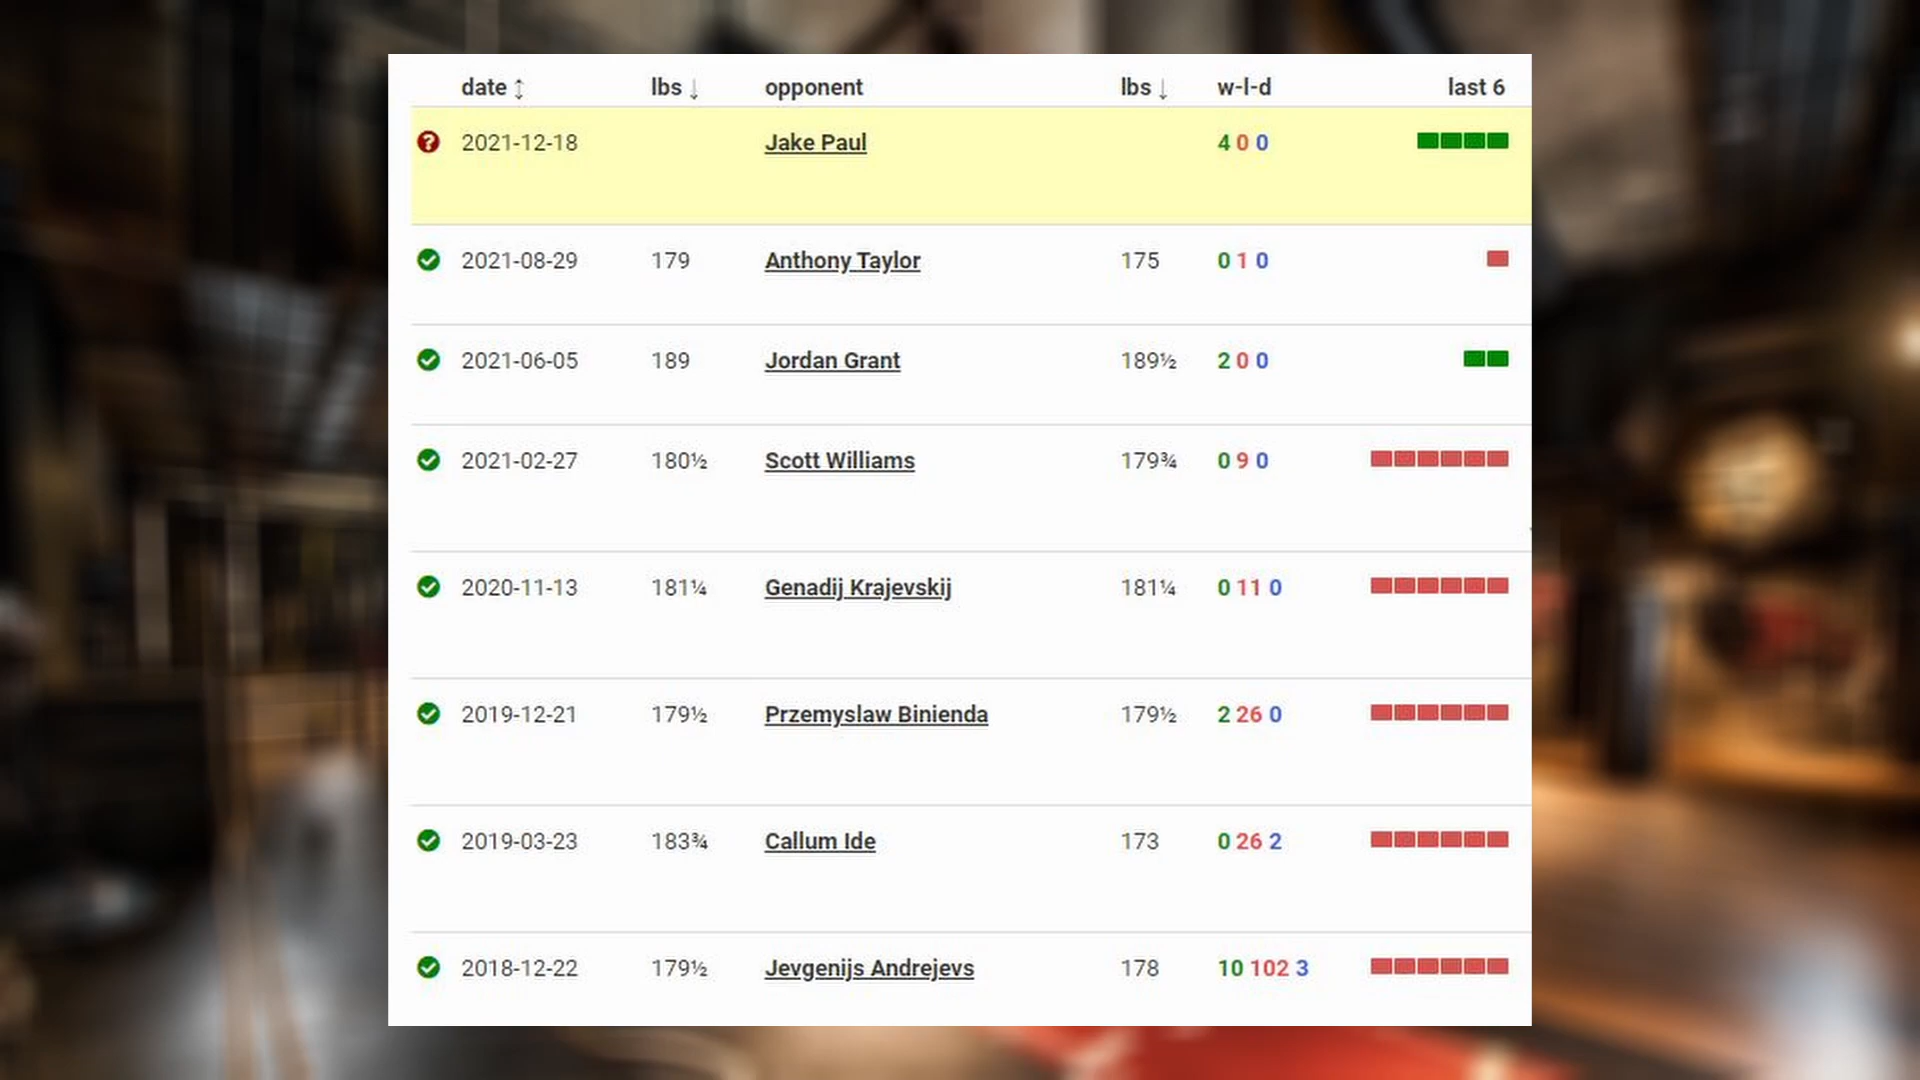 date ↕ lbs ↓ opponent lbs ↓ w-l-d last 6
2021-12-18 Jake Paul 4 0 0
2021-08-29 179 Anthony Taylor 175 0 1 0
2021-06-05 189 Jordan Grant 189½ 2 0 0
2021-02-27 180½ Scott Williams 179¾ 0 9 0
2020-11-13 181¼ Genadij Krajevskij 181¼ 0 11 0
2019-12-21 179½ Przemyslaw Binienda 179½ 2 26 0
2019-03-23 183¾ Callum Ide 173 0 26 2
2018-12-22 179½ Jevgenijs Andrejevs 178 10 102 3